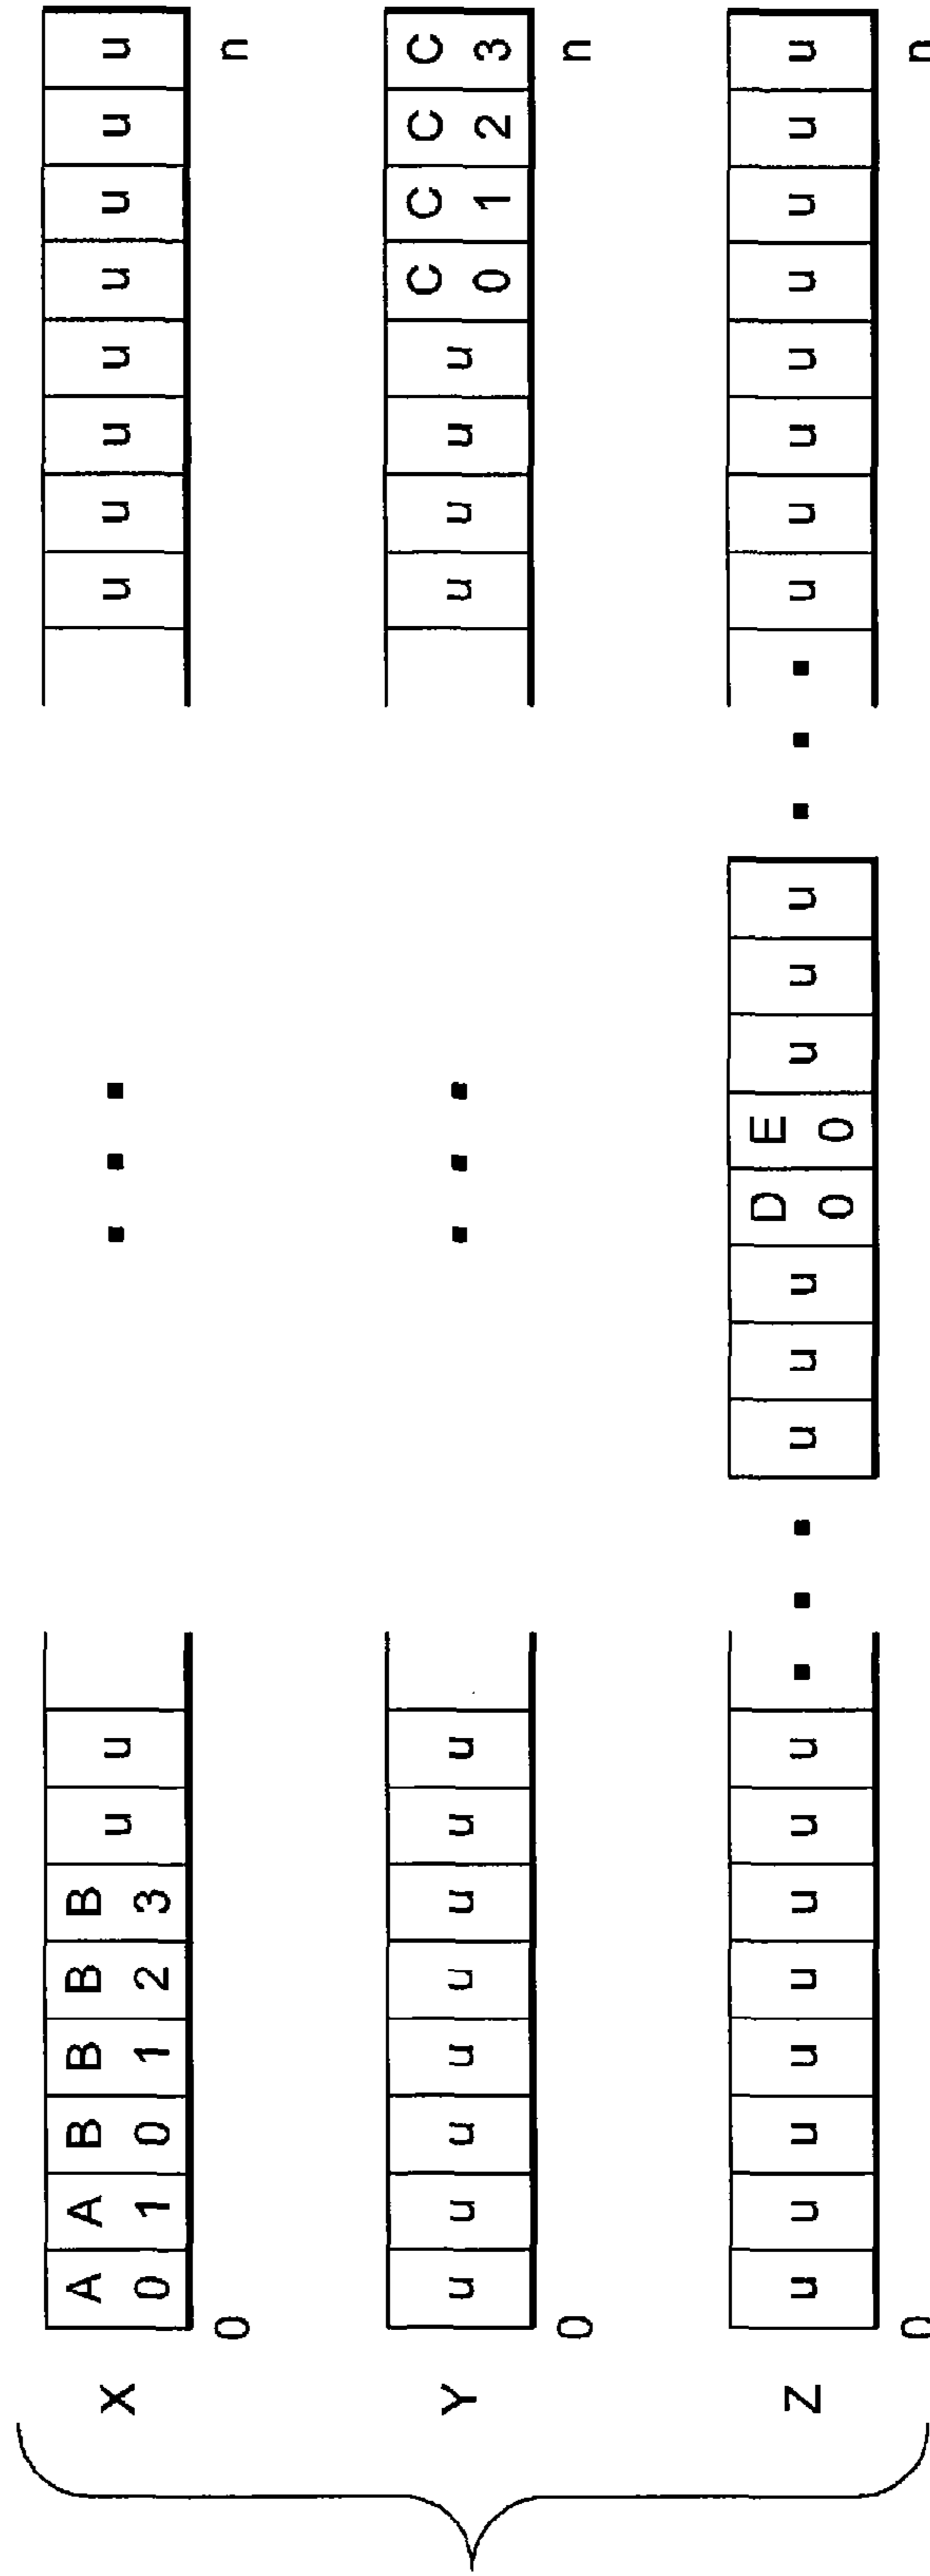 X A A B B B B u u ... u u u u u u u u
0 1 0 1 2 3
0 n
Y u u u u u u u u ... u u u u C C C C
0 1 2 3
0 n
Z u u u u u u u u ... u u u D E u u u ... u u u u u u u u
0 0
0 n